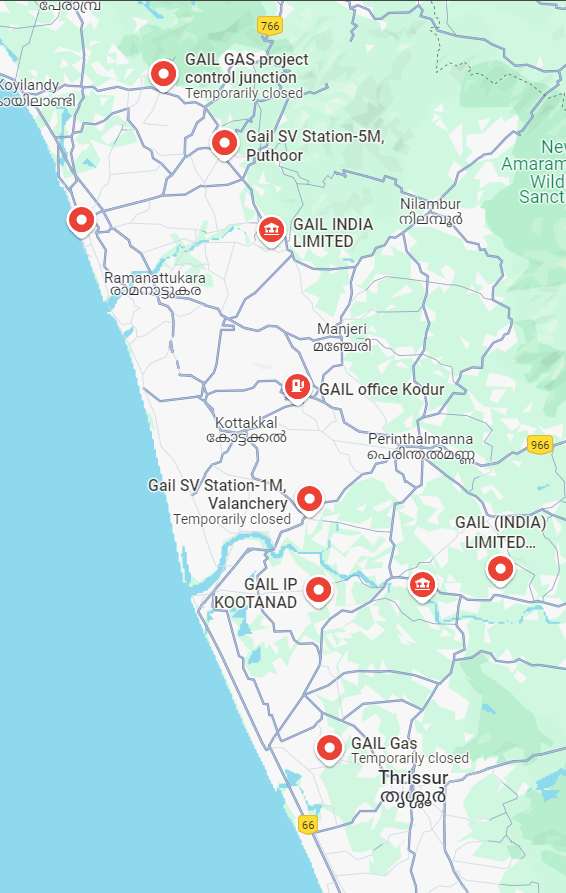 പേരാമ്പ്ര
766
GAIL GAS project
control junction
Temporarily closed
Koyilandy
കൊയിലാണ്ടി
Gail SV Station-5M,
Puthoor
New
Amaram
Wild
Sanct
Nilambur
നിലമ്പൂർ
GAIL INDIA
LIMITED
Ramanattukara
രാമനാട്ടുകര
Manjeri
മഞ്ചേരി
GAIL office Kodur
Kottakkal
കോട്ടക്കൽ
Perinthalmanna
പെരിന്തൽമണ്ണ
966
Gail SV Station-1M,
Valanchery
Temporarily closed
GAIL (INDIA)
LIMITED...
GAIL IP
KOOTANAD
GAIL Gas
Temporarily closed
Thrissur
തൃശ്ശൂർ
66